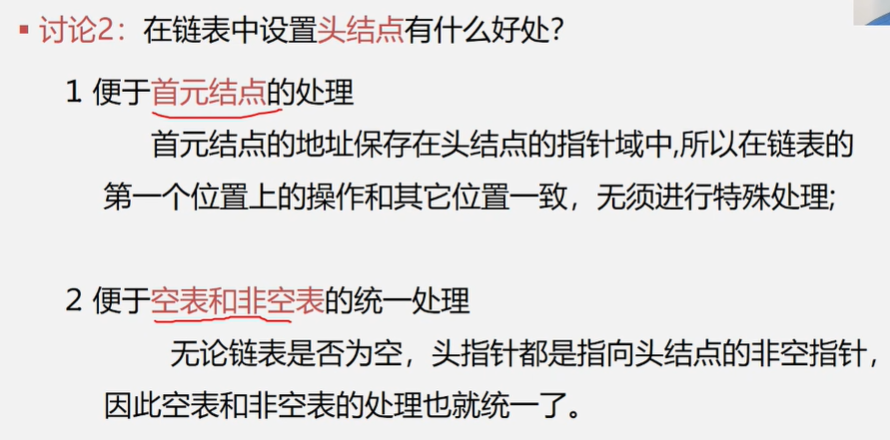 讨论2：在链表中设置头结点有什么好处？
1 便于首元结点的处理
首元结点的地址保存在头结点的指针域中,所以在链表的
第一个位置上的操作和其它位置一致，无须进行特殊处理;
2 便于空表和非空表的统一处理
无论链表是否为空，头指针都是指向头结点的非空指针，
因此空表和非空表的处理也就统一了。